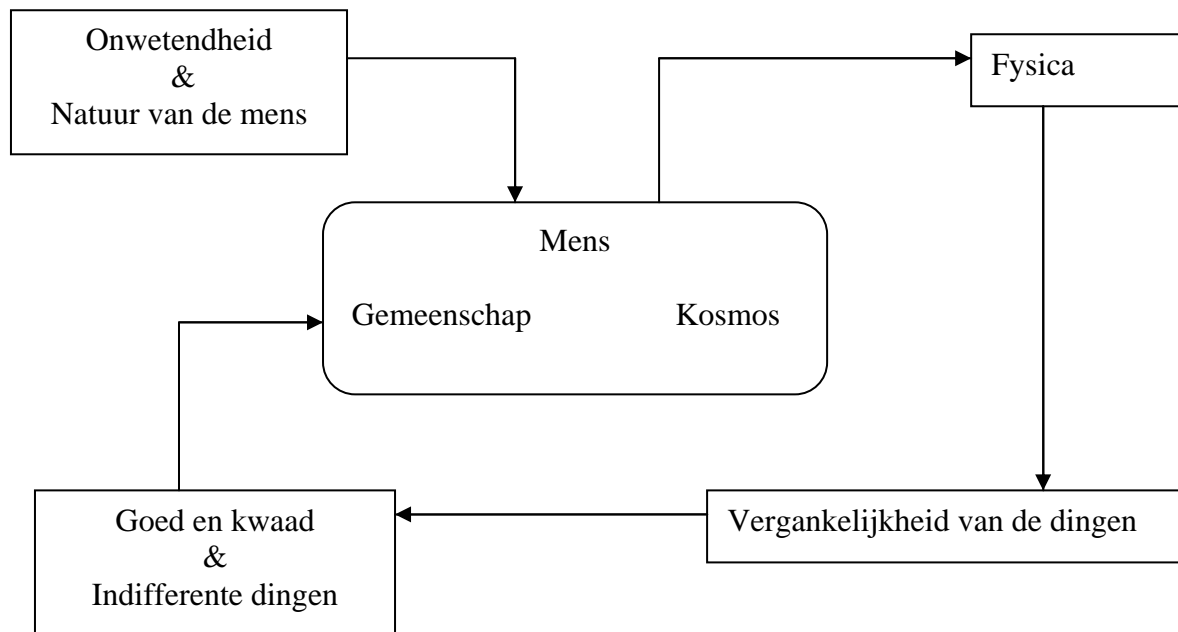 Onwetendheid
&
Natuur van de mens
Fysica
Mens
Gemeenschap Kosmos
Goed en kwaad
&
Indifferente dingen
Vergankelijkheid van de dingen